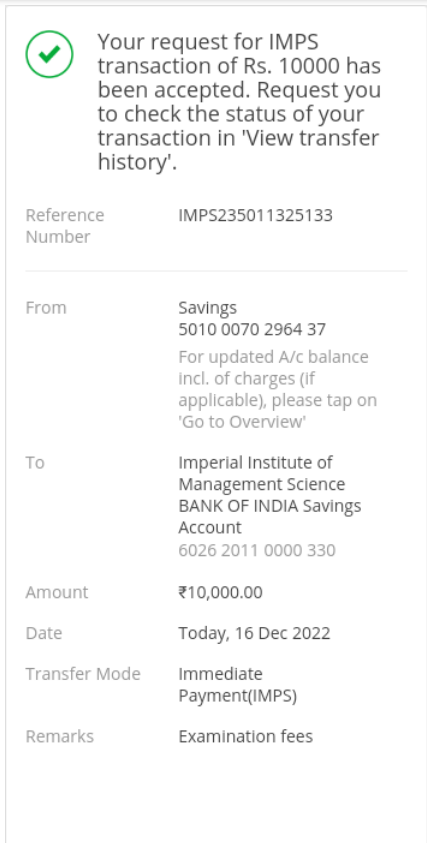 Your request for IMPS
transaction of Rs. 10000 has
been accepted. Request you
to check the status of your
transaction in 'View transfer
history'.
Reference
Number
IMPS235011325133
From
Savings
5010 0070 2964 37
For updated A/c balance
incl. of charges (if
applicable), please tap on
'Go to Overview'
To
Imperial Institute of
Management Science
BANK OF INDIA Savings
Account
6026 2011 0000 330
Amount
₹10,000.00
Date
Today, 16 Dec 2022
Transfer Mode
Immediate
Payment(IMPS)
Remarks
Examination fees